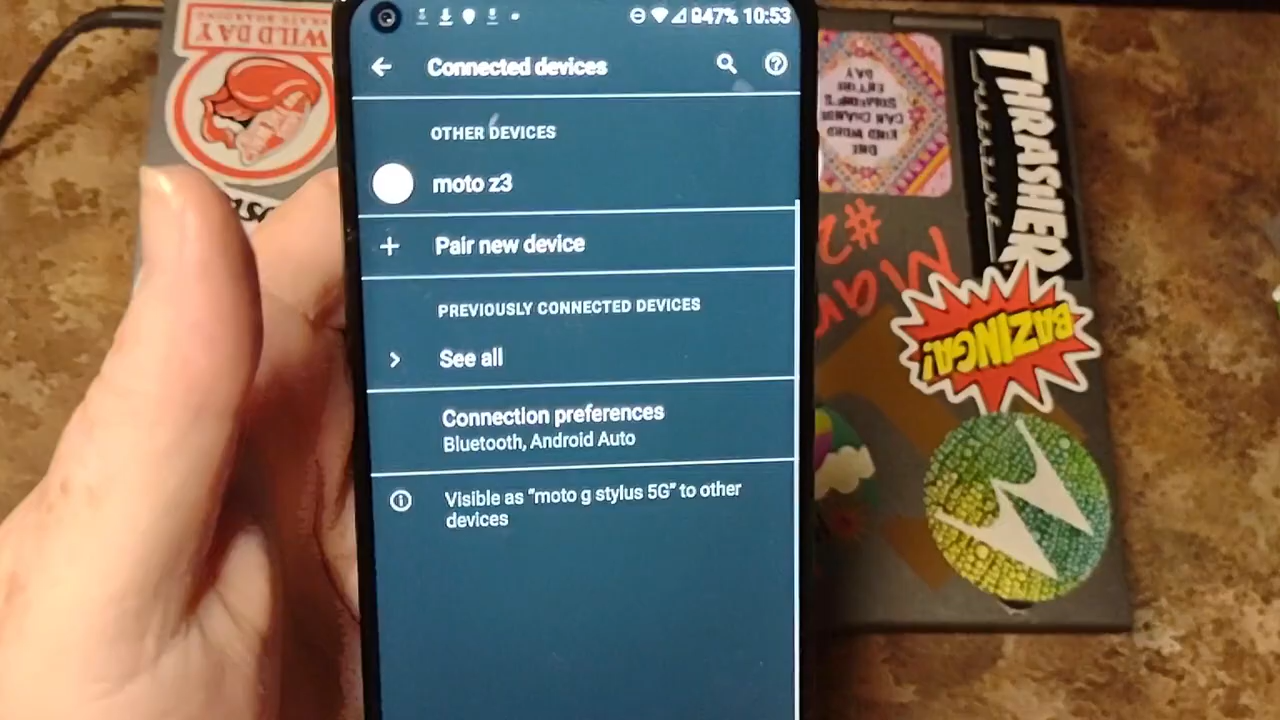 47% 10:53
Connected devices
OTHER DEVICES
moto z3
Pair new device
PREVIOUSLY CONNECTED DEVICES
See all
Connection preferences
Bluetooth, Android Auto
Visible as “moto g stylus 5G” to other
devices
WILD DAY
ONE
KIND WORD
CAN CHANGE
SOMEONE'S
ENTIRE
DAY
THRASHER
MAGAZINE
#2
BAZINGA!